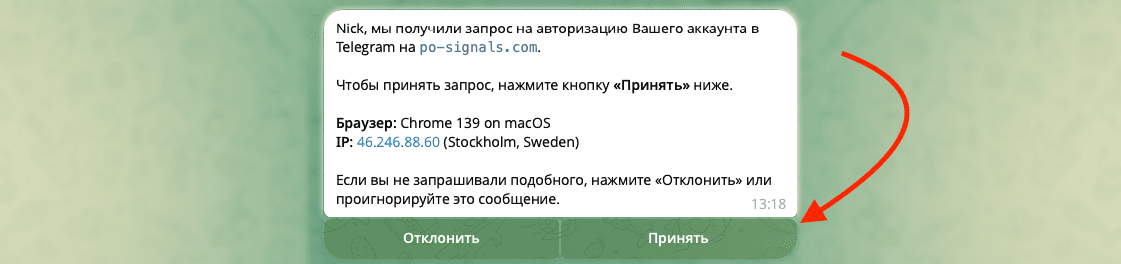 Nick, мы получили запрос на авторизацию Вашего аккаунта в
Telegram на po-signals.com.
Чтобы принять запрос, нажмите кнопку «Принять» ниже.
Браузер: Chrome 139 on macOS
IP: 46.246.88.60 (Stockholm, Sweden)
Если вы не запрашивали подобного, нажмите «Отклонить» или
проигнорируйте это сообщение.
13:18
Отклонить
Принять